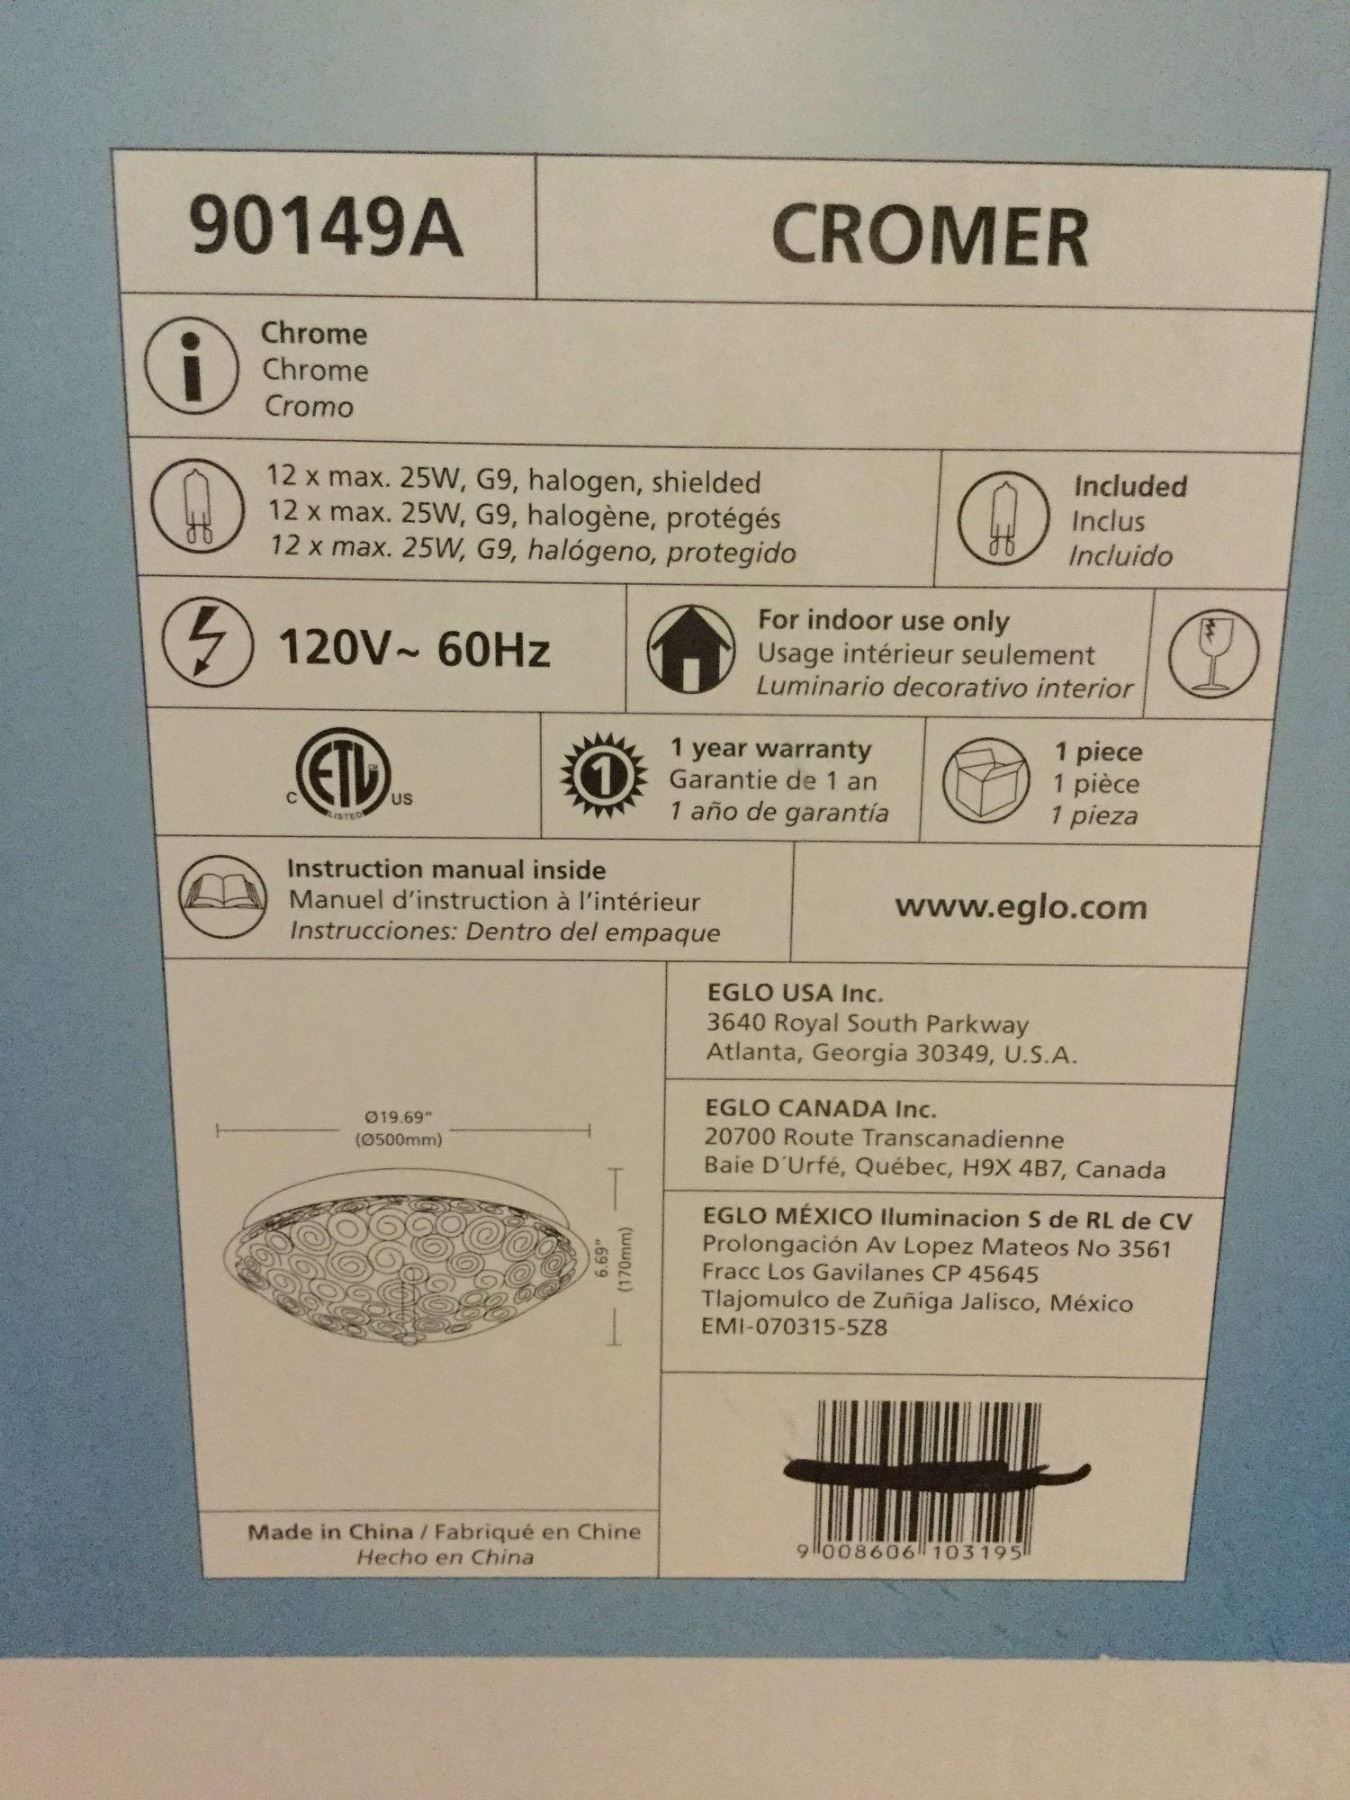 90149A
CROMER
Chrome
Chrome
Cromo
12 x max. 25W, G9, halogen, shielded
12 x max. 25W, G9, halogène, protégés
12 x max. 25W, G9, halógeno, protegido
Included
Inclus
Incluido
120V~ 60Hz
For indoor use only
Usage intérieur seulement
Luminario decorativo interior
C ETL CM US
LISTED
1
1 year warranty
Garantie de 1 an
1 año de garantía
1 piece
1 pièce
1 pieza
Instruction manual inside
Manuel d'instruction à l'intérieur
Instrucciones: Dentro del empaque
www.eglo.com
Ø19.69"
(Ø500mm)
6.69"
(170mm)
EGLO USA Inc.
3640 Royal South Parkway
Atlanta, Georgia 30349, U.S.A.
EGLO CANADA Inc.
20700 Route Transcanadienne
Baie D´Urfé, Québec, H9X 4B7, Canada
EGLO MÉXICO Iluminacion S de RL de CV
Prolongación Av Lopez Mateos No 3561
Fracc Los Gavilanes CP 45645
Tlajomulco de Zuñiga Jalisco, México
EMI-070315-5Z8
Made in China / Fabriqué en Chine
Hecho en China
9 008606 103195